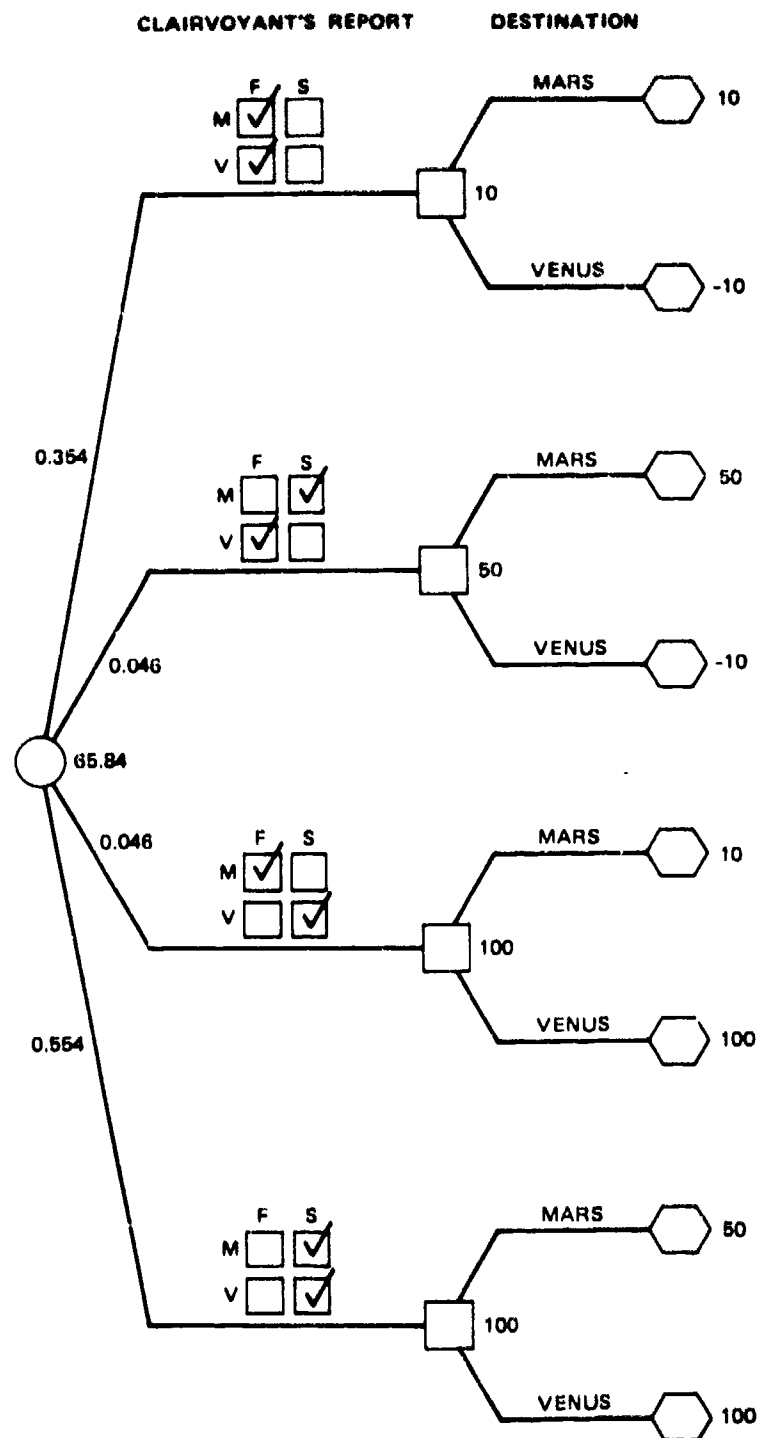 CLAIRVOYANT'S REPORT DESTINATION
F S
M
V
MARS 10
10
VENUS -10
0.354
F S
M
V
MARS 50
50
VENUS -10
0.046
65.84
0.046
F S
M
V
MARS 10
100
VENUS 100
0.554
F S
M
V
MARS 50
100
VENUS 100